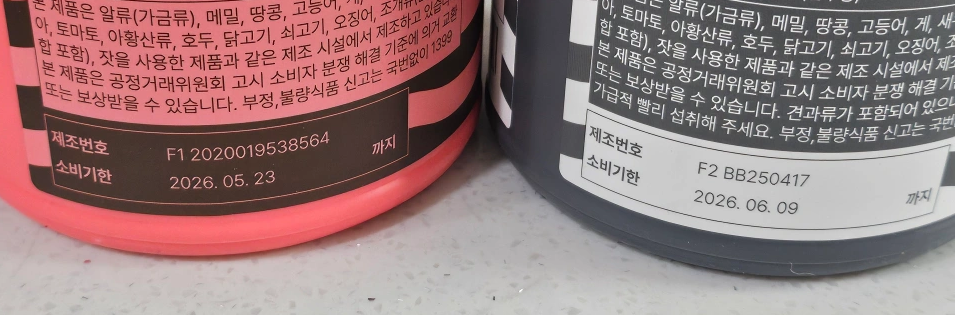 본 제품은 알류(가금류), 메밀, 땅콩, 고등어, 게,
아, 토마토, 아황산류, 호두, 닭고기, 쇠고기, 오징어, 조개류
합 포함), 잣을 사용한 제품과 같은 제조 시설에서 제조하고 있습
본 제품은 공정거래위원회 고시 소비자 분쟁 해결 기준에 의거 교환
또는 보상받을 수 있습니다. 부정,불량식품 신고는 국번없이 1399
제조번호 F1 2020019538564
소비기한 2026. 05. 23 까지
제품은 알류(가금류), 메밀, 땅콩, 고등어, 게, 새
아, 토마토, 아황산류, 호두, 닭고기, 쇠고기, 오징어, 조
합 포함), 잣을 사용한 제품과 같은 제조 시설에서 제조
본 제품은 공정거래위원회 고시 소비자 분쟁 해결 기
또는 보상받을 수 있습니다. 견과류가 포함되어 있으
가급적 빨리 섭취해 주세요. 부정,불량식품 신고는 국번
제조번호 F2 BB250417
소비기한 2026. 06. 09 까지